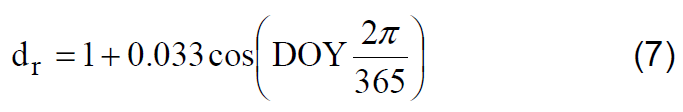 d_r = 1 + 0.033 cos( DOY 2π/365 ) (7)